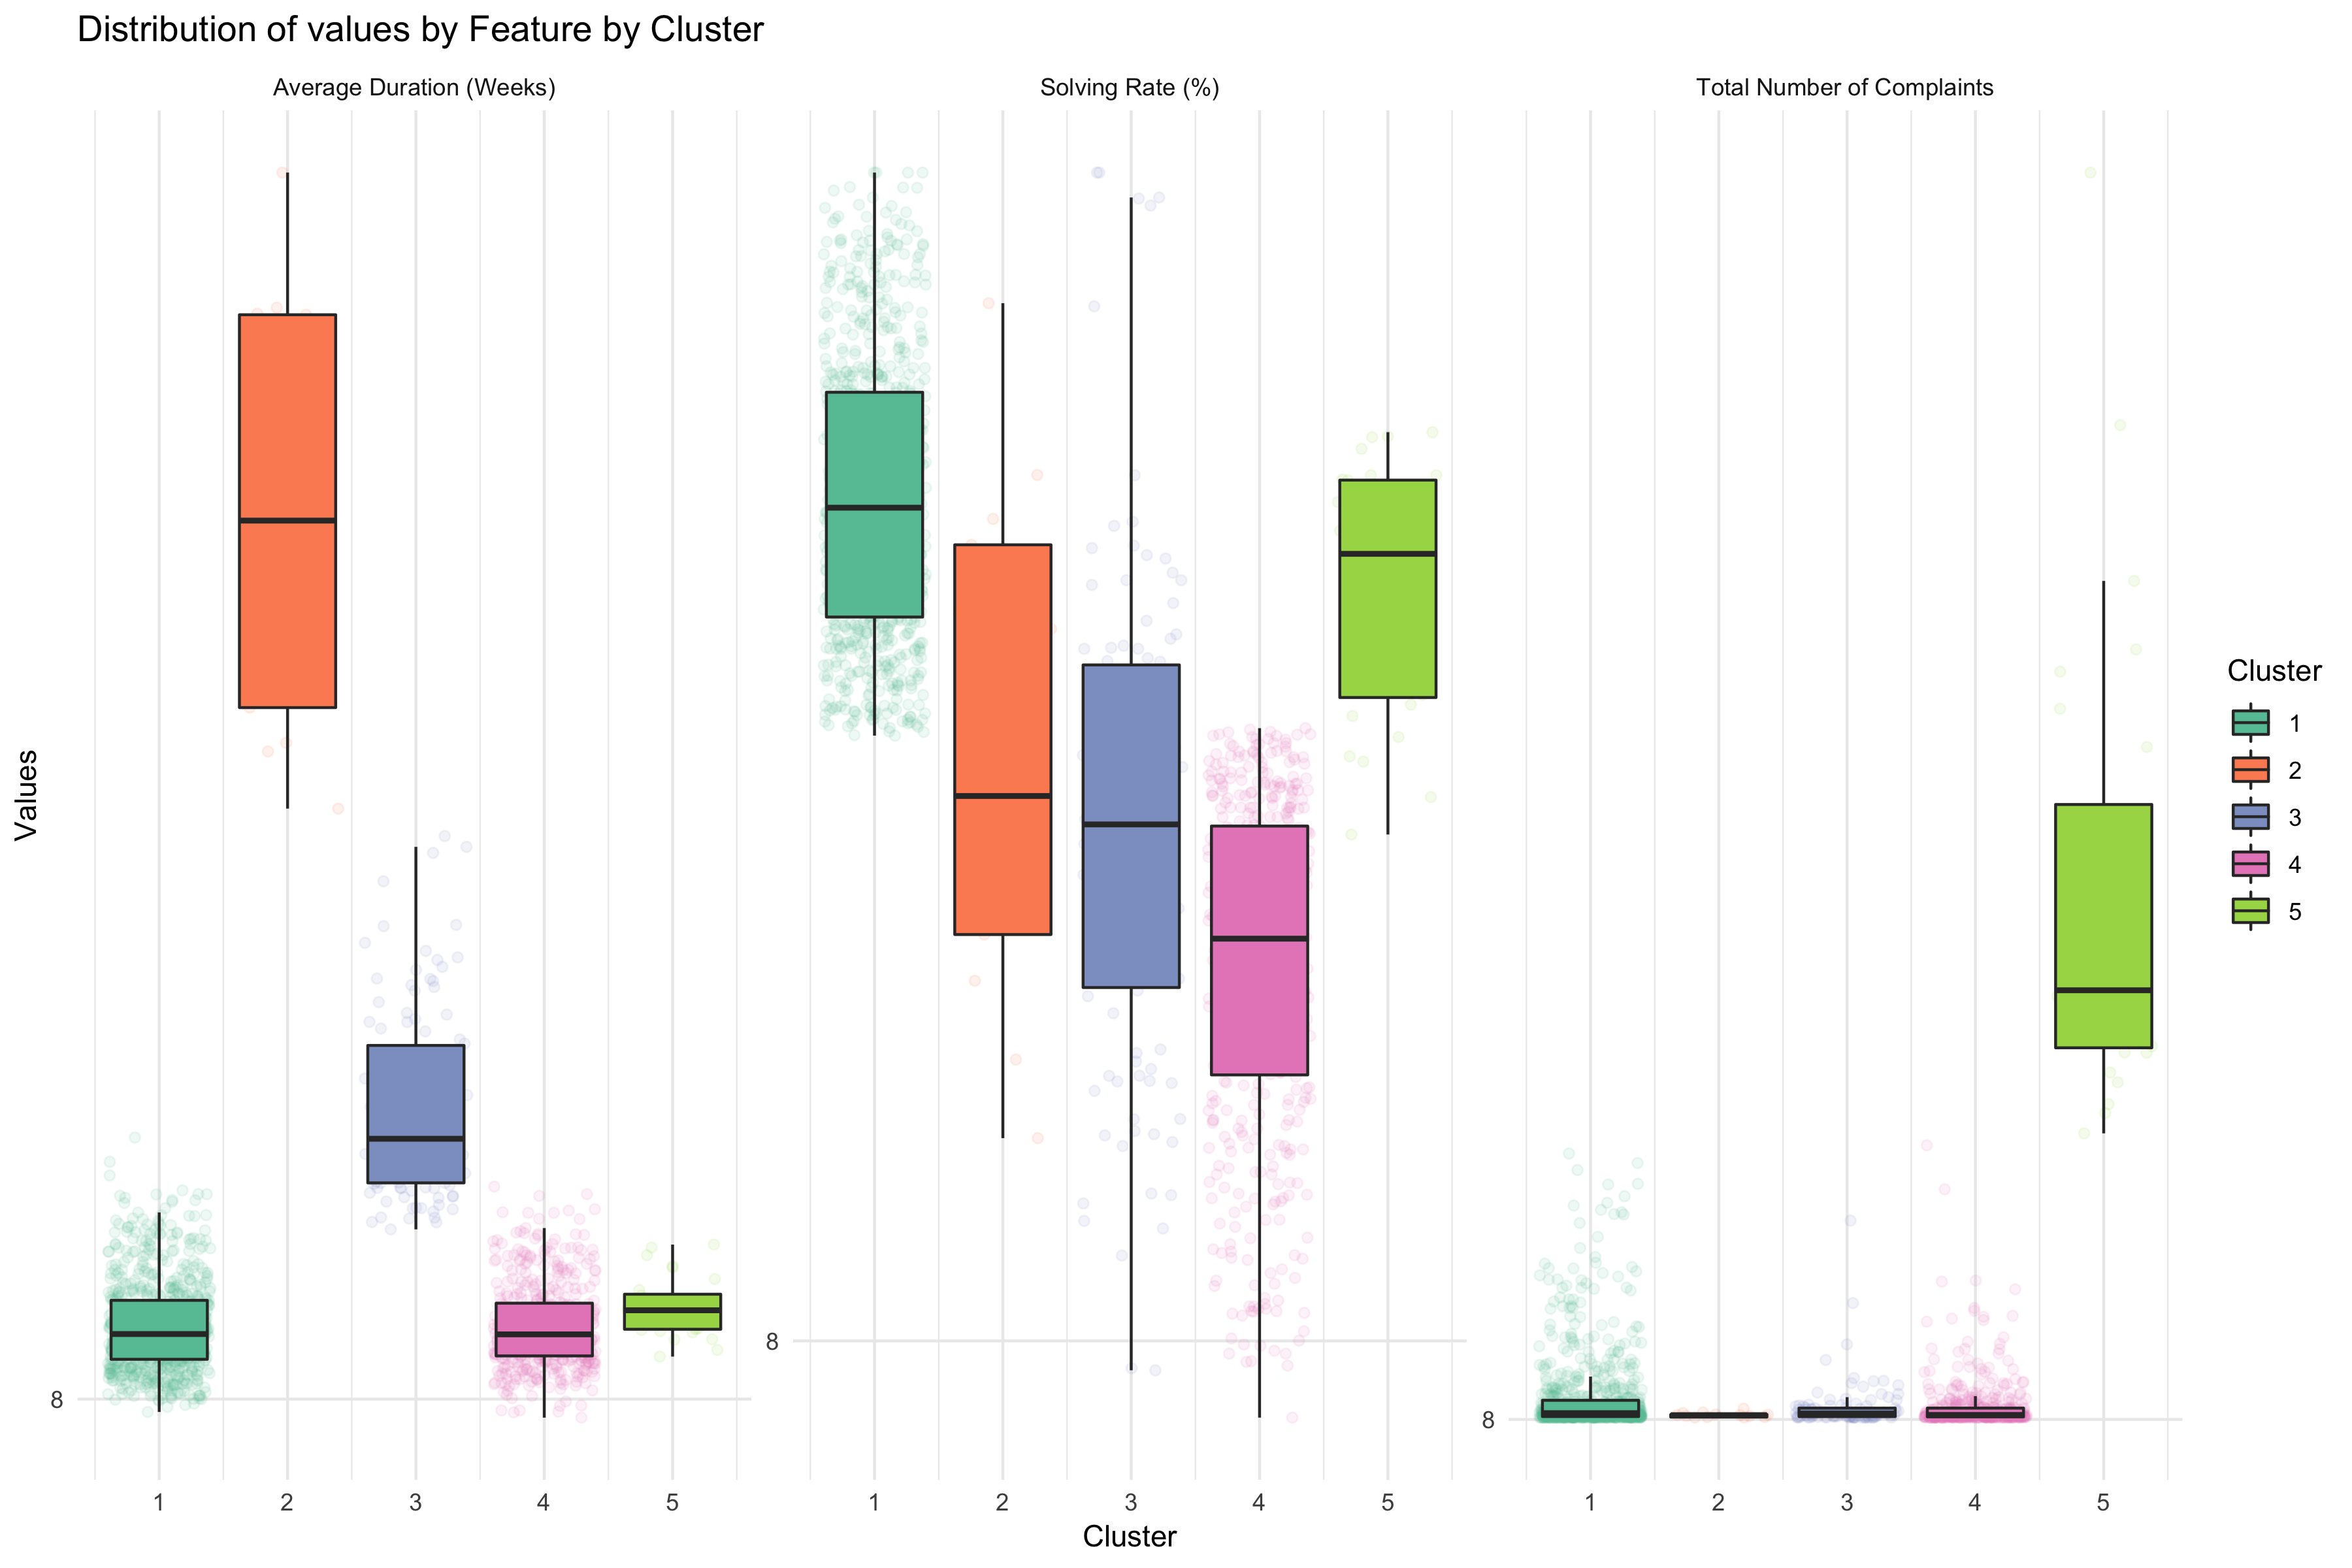 Distribution of values by Feature by Cluster
Average Duration (Weeks)
Solving Rate (%)
Total Number of Complaints
Values
8
8
8
1 2 3 4 5
1 2 3 4 5
1 2 3 4 5
Cluster
Cluster
1
2
3
4
5